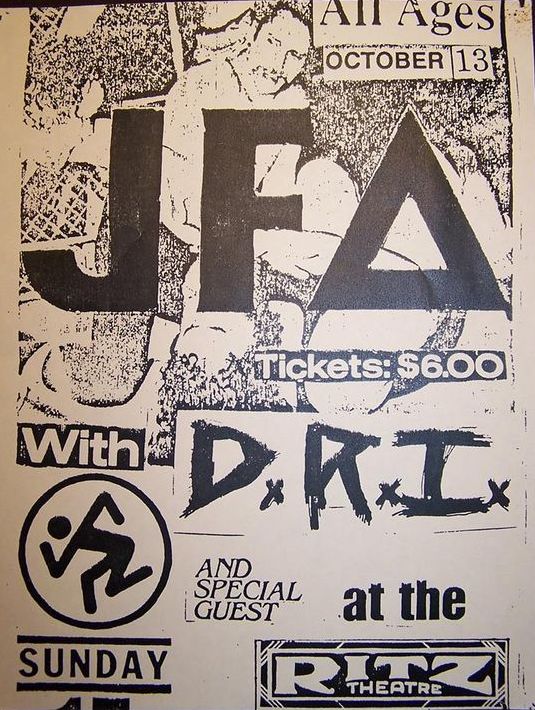 All Ages
OCTOBER 13
JFA
Tickets: $6.00
With
D.R.I.
AND
SPECIAL
GUEST
at the
SUNDAY
RITZ
THEATRE